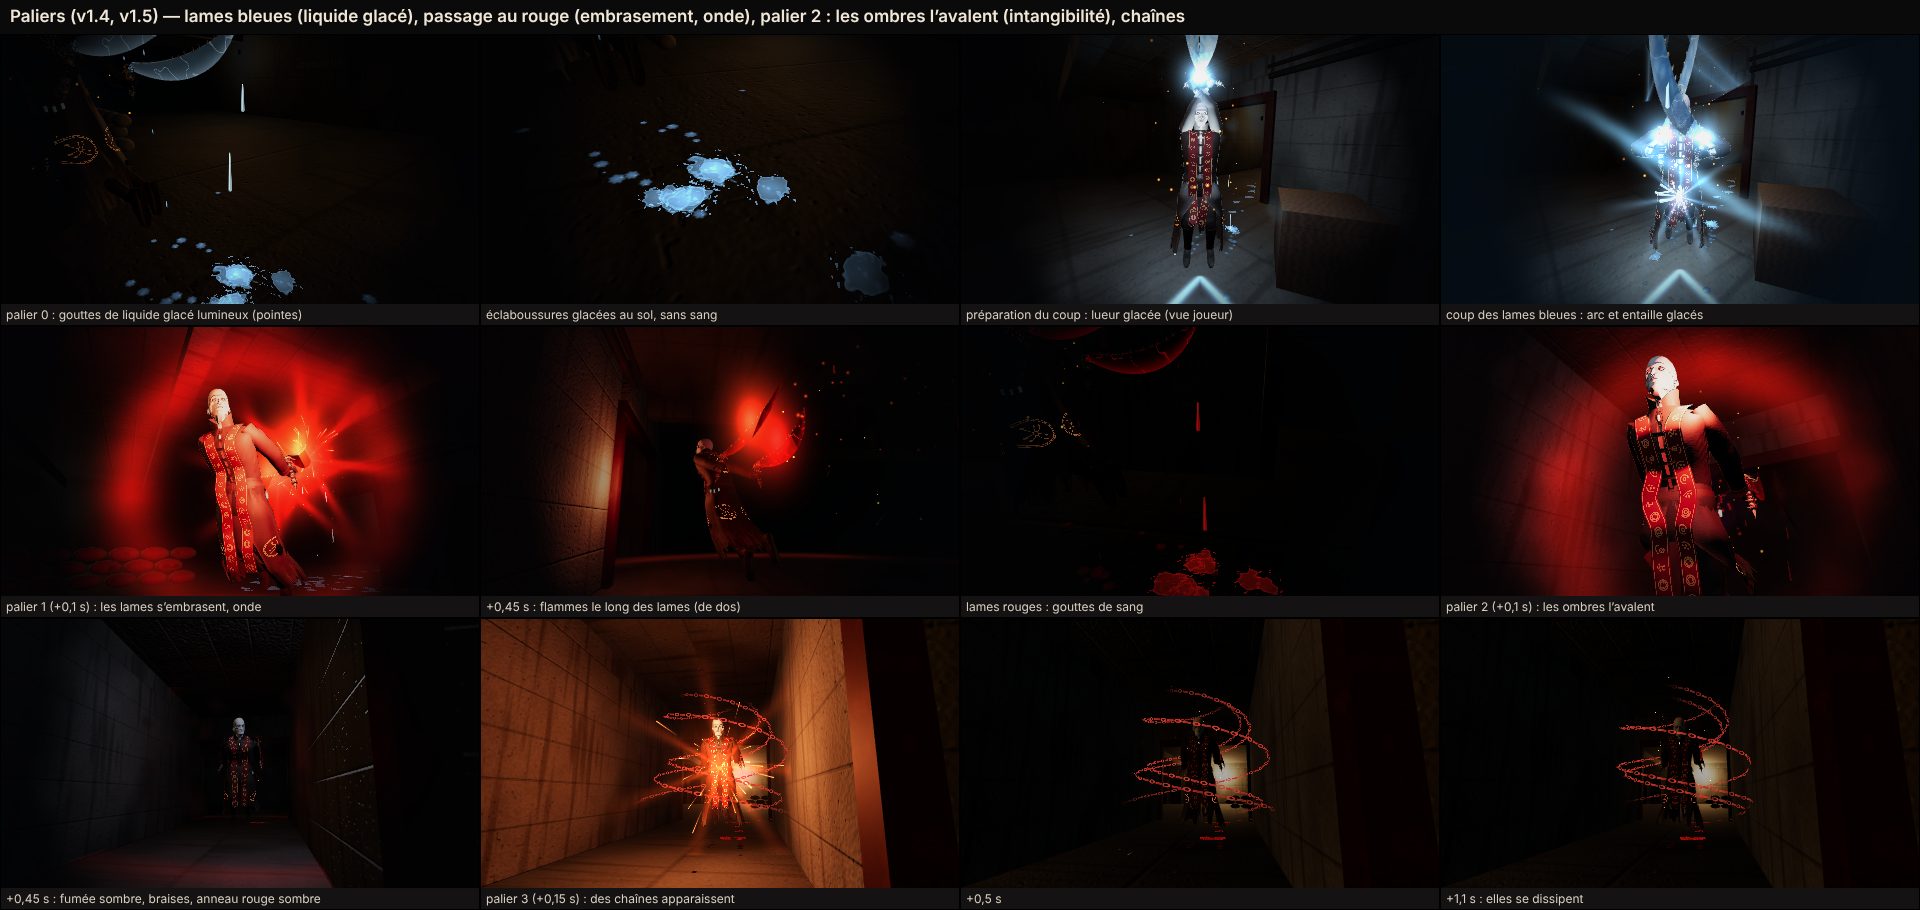 Paliers (v1.4, v1.5) — lames bleues (liquide glacé), passage au rouge (embrasement, onde), palier 2 : les ombres l’avalent (intangibilité), chaînes
palier 0 : gouttes de liquide glacé lumineux (pointes)
éclaboussures glacées au sol, sans sang
préparation du coup : lueur glacée (vue joueur)
coup des lames bleues : arc et entaille glacés
palier 1 (+0,1 s) : les lames s’embrasent, onde
+0,45 s : flammes le long des lames (de dos)
lames rouges : gouttes de sang
palier 2 (+0,1 s) : les ombres l’avalent
+0,45 s : fumée sombre, braises, anneau rouge sombre
palier 3 (+0,15 s) : des chaînes apparaissent
+0,5 s
+1,1 s : elles se dissipent